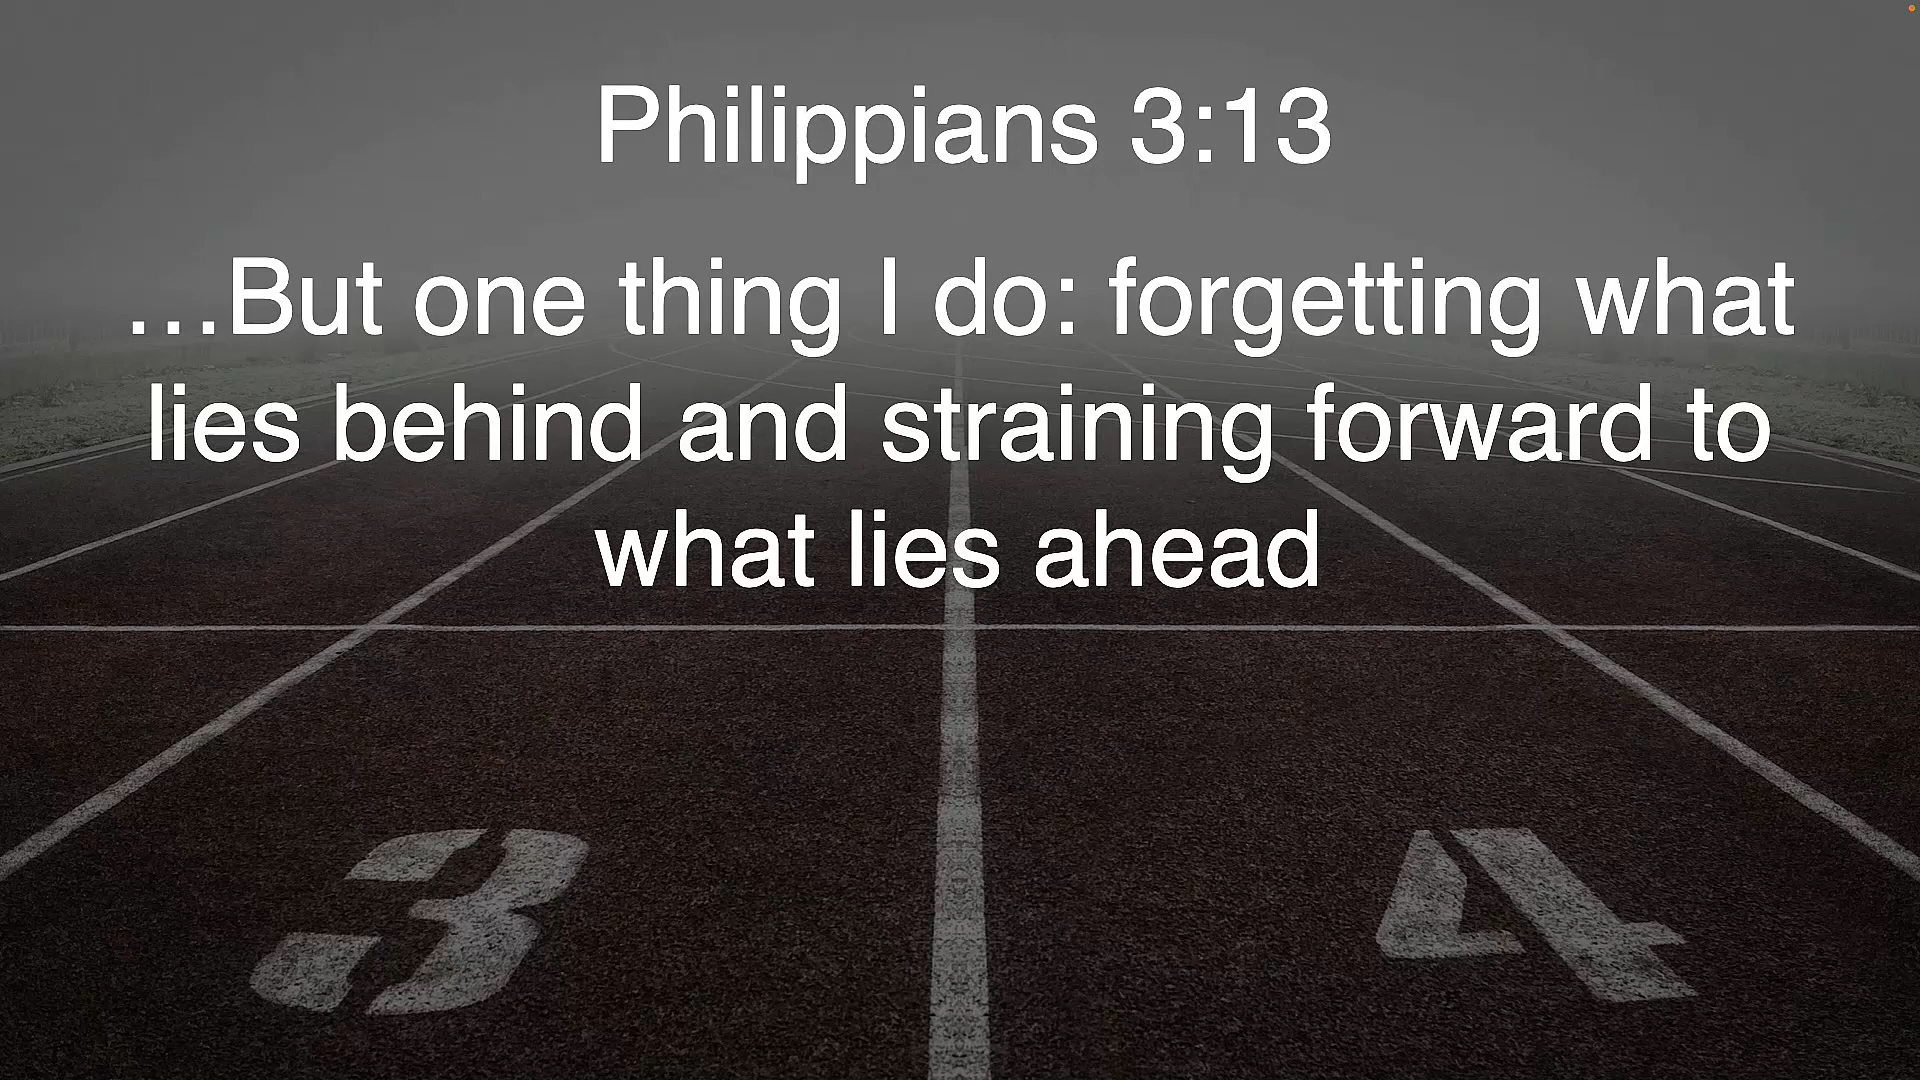 Philippians 3:13
…But one thing I do: forgetting what
lies behind and straining forward to
what lies ahead
3 4